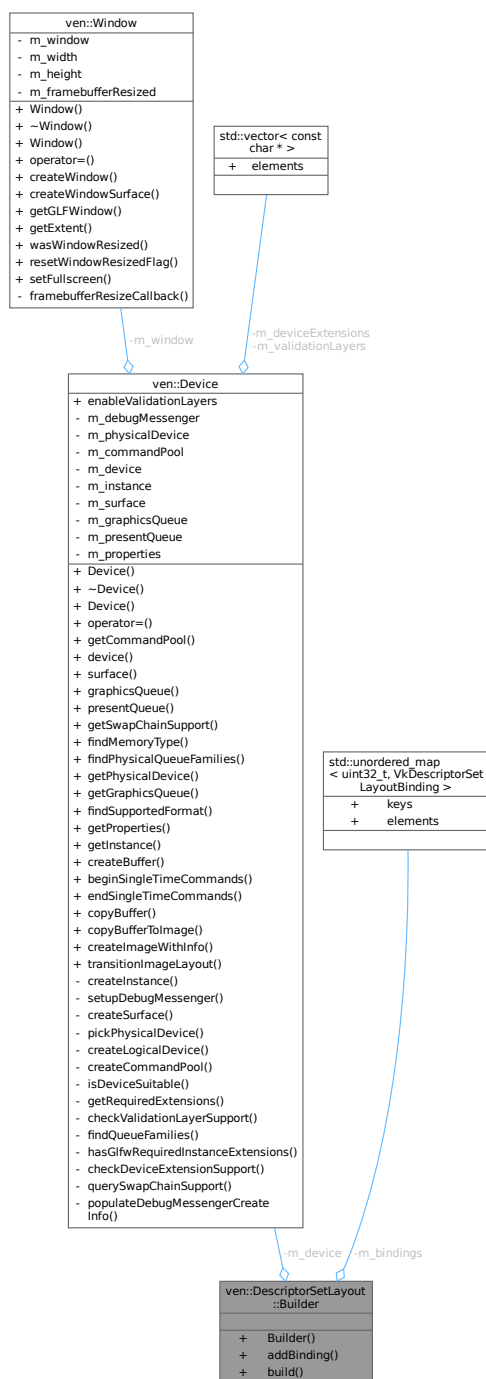 ven::Window
- m_window
- m_width
- m_height
- m_framebufferResized
+ Window()
+ ~Window()
+ Window()
+ operator=()
+ createWindow()
+ createWindowSurface()
+ getGLFWindow()
+ getExtent()
+ wasWindowResized()
+ resetWindowResizedFlag()
+ setFullscreen()
- framebufferResizeCallback()
std::vector< const
char * >
+ elements
-m_window
-m_deviceExtensions
-m_validationLayers
ven::Device
+ enableValidationLayers
- m_debugMessenger
- m_physicalDevice
- m_commandPool
- m_device
- m_instance
- m_surface
- m_graphicsQueue
- m_presentQueue
- m_properties
+ Device()
+ ~Device()
+ Device()
+ operator=()
+ getCommandPool()
+ device()
+ surface()
+ graphicsQueue()
+ presentQueue()
+ getSwapChainSupport()
+ findMemoryType()
+ findPhysicalQueueFamilies()
+ getPhysicalDevice()
+ getGraphicsQueue()
+ findSupportedFormat()
+ getProperties()
+ getInstance()
+ createBuffer()
+ beginSingleTimeCommands()
+ endSingleTimeCommands()
+ copyBuffer()
+ copyBufferToImage()
+ createImageWithInfo()
+ transitionImageLayout()
- createInstance()
- setupDebugMessenger()
- createSurface()
- pickPhysicalDevice()
- createLogicalDevice()
- createCommandPool()
- isDeviceSuitable()
- getRequiredExtensions()
- checkValidationLayerSupport()
- findQueueFamilies()
- hasGlfwRequiredInstanceExtensions()
- checkDeviceExtensionSupport()
- querySwapChainSupport()
- populateDebugMessengerCreate
Info()
std::unordered_map
< uint32_t, VkDescriptorSet
LayoutBinding >
+ keys
+ elements
-m_device
-m_bindings
ven::DescriptorSetLayout
::Builder
+ Builder()
+ addBinding()
+ build()